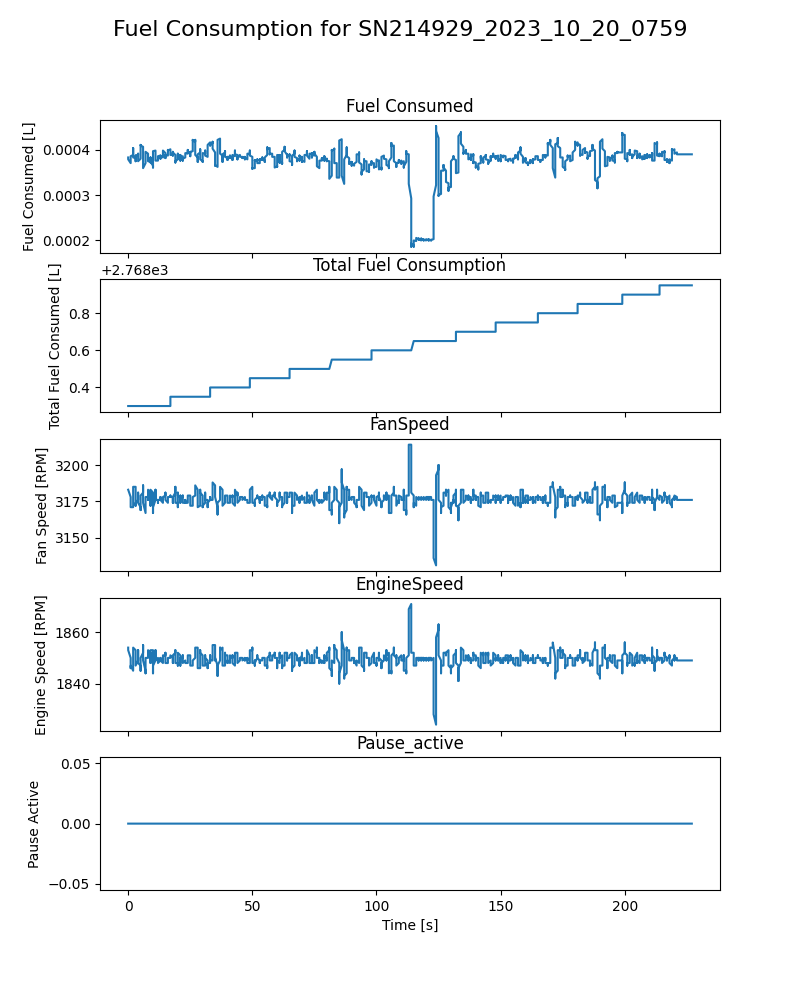 Fuel Consumption for SN214929_2023_10_20_0759
Fuel Consumed
Fuel Consumed [L]
0.0004
0.0003
0.0002
Total Fuel Consumption
+2.768e3
Total Fuel Consumed [L]
0.8
0.6
0.4
FanSpeed
Fan Speed [RPM]
3200
3175
3150
EngineSpeed
Engine Speed [RPM]
1860
1840
Pause_active
Pause Active
0.05
0.00
−0.05
0 50 100 150 200
Time [s]